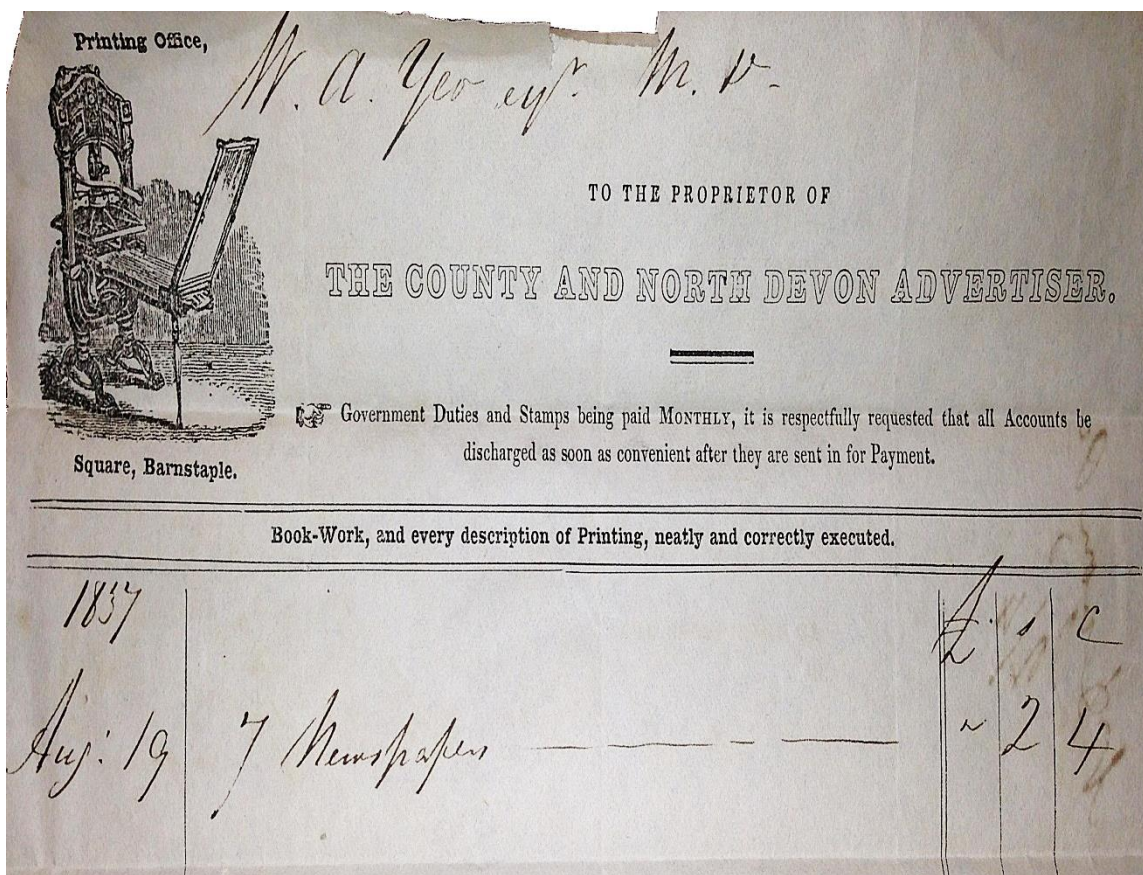 Printing Office,
W. A. Yeo esqr. M.
TO THE PROPRIETOR OF
THE COUNTY AND NORTH DEVON ADVERTISER.
Government Duties and Stamps being paid MONTHLY, it is respectfully requested that all Accounts be
discharged as soon as convenient after they are sent in for Payment.
Square, Barnstaple.
Book-Work, and every description of Printing, neatly and correctly executed.
1837 £ s
Aug: 19 7 Newspapers " 2 4